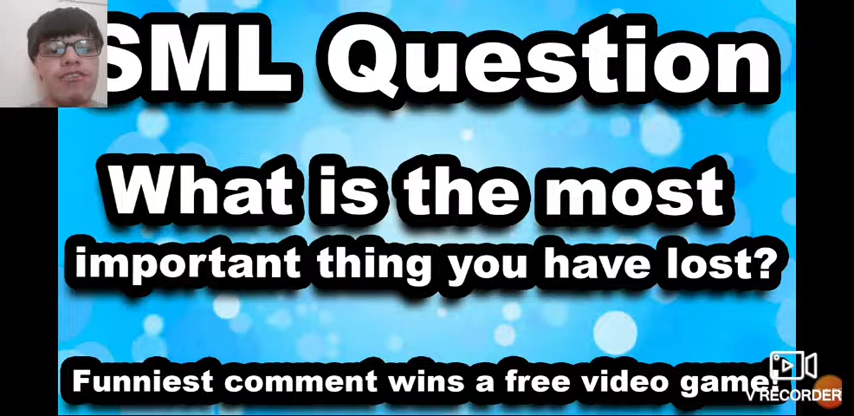 SML Question
What is the most
important thing you have lost?
Funniest comment wins a free video game!
V RECORDER